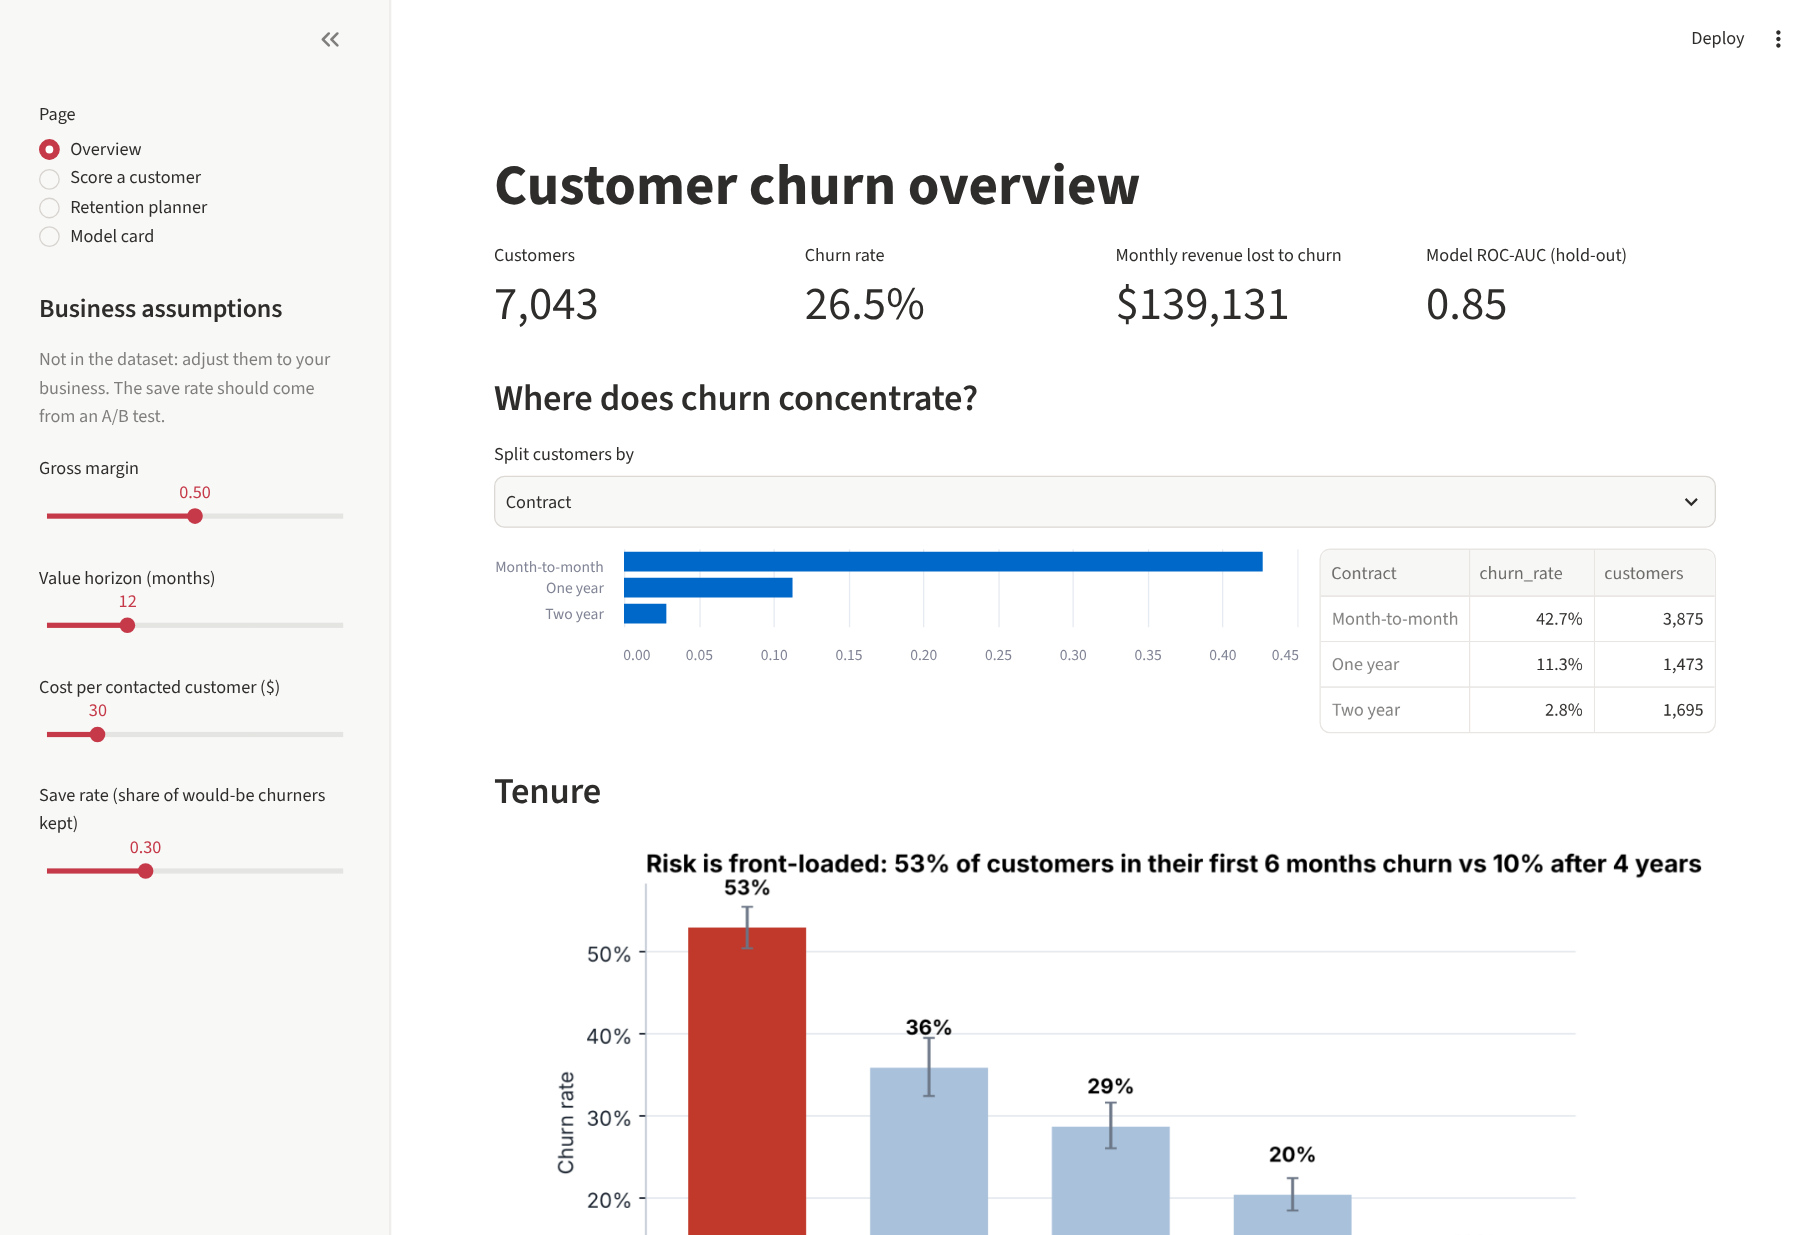 Deploy
Page
Overview
Score a customer
Retention planner
Model card
Business assumptions
Not in the dataset: adjust them to your
business. The save rate should come
from an A/B test.
Gross margin
0.50
Value horizon (months)
12
Cost per contacted customer ($)
30
Save rate (share of would-be churners
kept)
0.30
Customer churn overview
Customers
7,043
Churn rate
26.5%
Monthly revenue lost to churn
$139,131
Model ROC-AUC (hold-out)
0.85
Where does churn concentrate?
Split customers by
Contract
Month-to-month
One year
Two year
0.00 0.05 0.10 0.15 0.20 0.25 0.30 0.35 0.40 0.45
Contract churn_rate customers
Month-to-month 42.7% 3,875
One year 11.3% 1,473
Two year 2.8% 1,695
Tenure
Risk is front-loaded: 53% of customers in their first 6 months churn vs 10% after 4 years
53%
50%
36%
40%
29%
30%
20%
20%
Churn rate